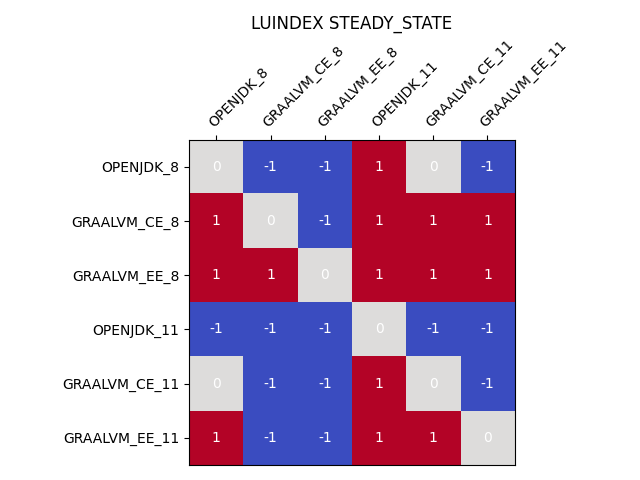 LUINDEX STEADY_STATE
OPENJDK_8 GRAALVM_CE_8 GRAALVM_EE_8 OPENJDK_11 GRAALVM_CE_11 GRAALVM_EE_11
OPENJDK_8 0 -1 -1 1 0 -1
GRAALVM_CE_8 1 0 -1 1 1 1
GRAALVM_EE_8 1 1 0 1 1 1
OPENJDK_11 -1 -1 -1 0 -1 -1
GRAALVM_CE_11 0 -1 -1 1 0 -1
GRAALVM_EE_11 1 -1 -1 1 1 0